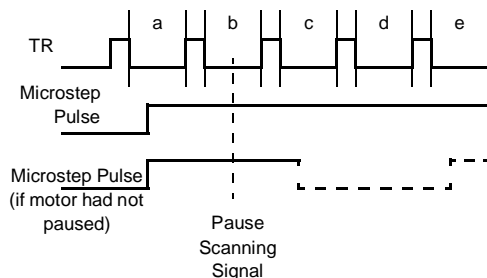 a b c d e
TR
Microstep
Pulse
Microstep Pulse
(if motor had not
paused)
Pause
Scanning
Signal